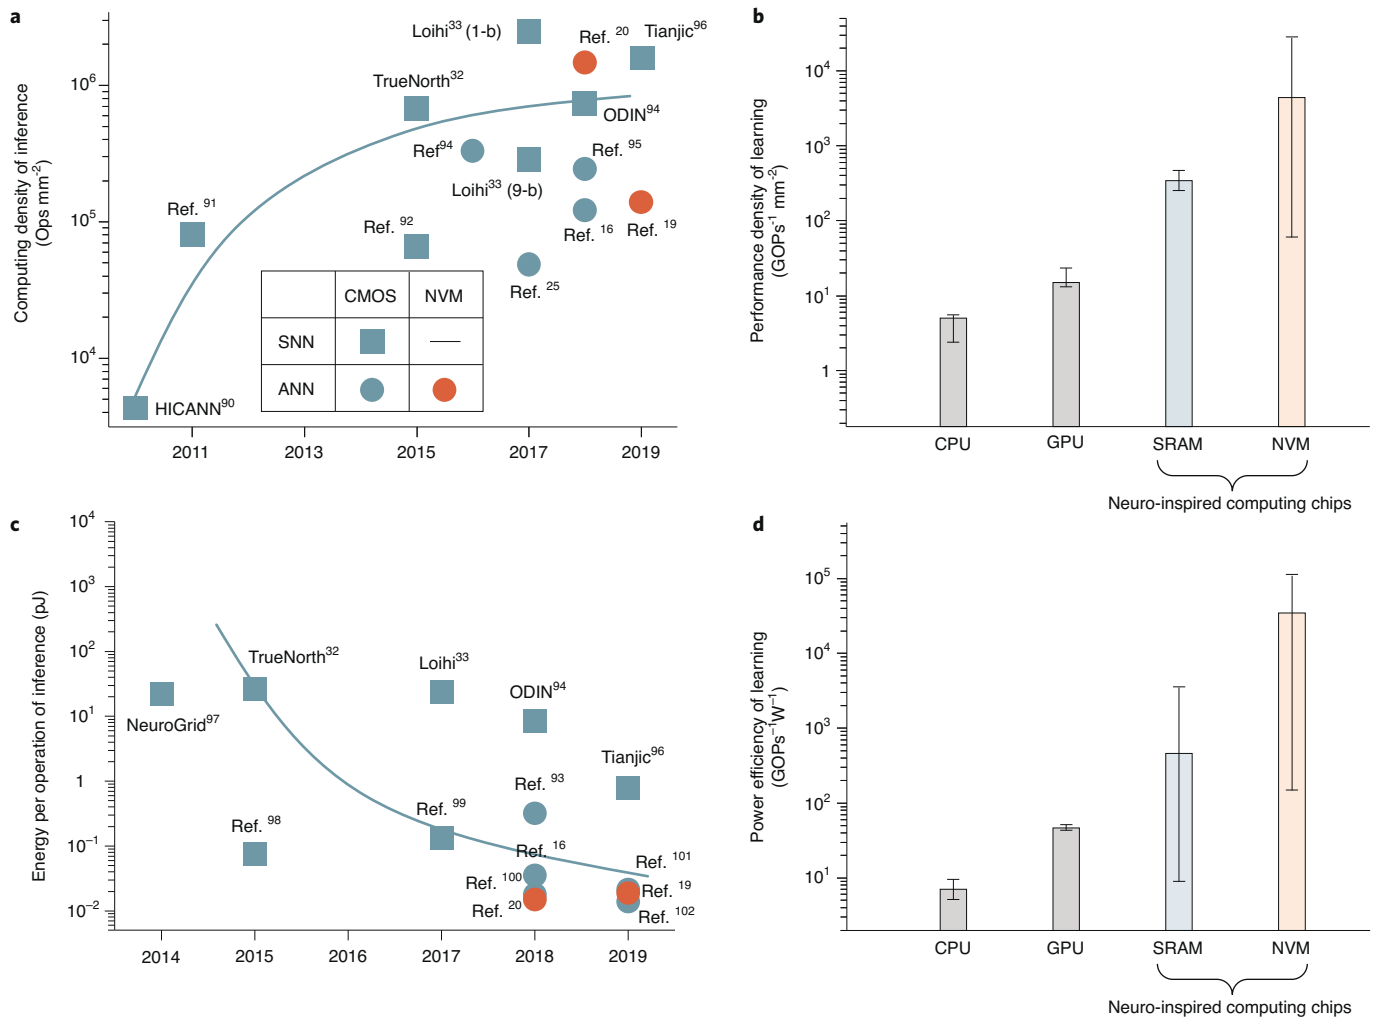 a
Computing density of inference
(Ops mm-2)
10^6
10^5
10^4
Loihi33 (1-b)
Ref. 20
Tianjic96
TrueNorth32
ODIN94
Ref94
Ref. 95
Loihi33 (9-b)
Ref. 91
Ref. 92
Ref. 16
Ref. 19
Ref. 25
CMOS NVM
SNN —
ANN
HICANN90
2011 2013 2015 2017 2019
b
Performance density of learning
(GOPs-1 mm-2)
10^4
10^3
10^2
10^1
1
CPU GPU SRAM NVM
Neuro-inspired computing chips
c
Energy per operation of inference (pJ)
10^4
10^3
10^2
10^1
1
10^−1
10^−2
TrueNorth32
Loihi33
ODIN94
NeuroGrid97
Tianjic96
Ref. 93
Ref. 99
Ref. 98
Ref. 16
Ref. 101
Ref. 100
Ref. 19
Ref. 20
Ref. 102
2014 2015 2016 2017 2018 2019
d
Power efficiency of learning
(GOPs−1W−1)
10^5
10^4
10^3
10^2
10^1
CPU GPU SRAM NVM
Neuro-inspired computing chips